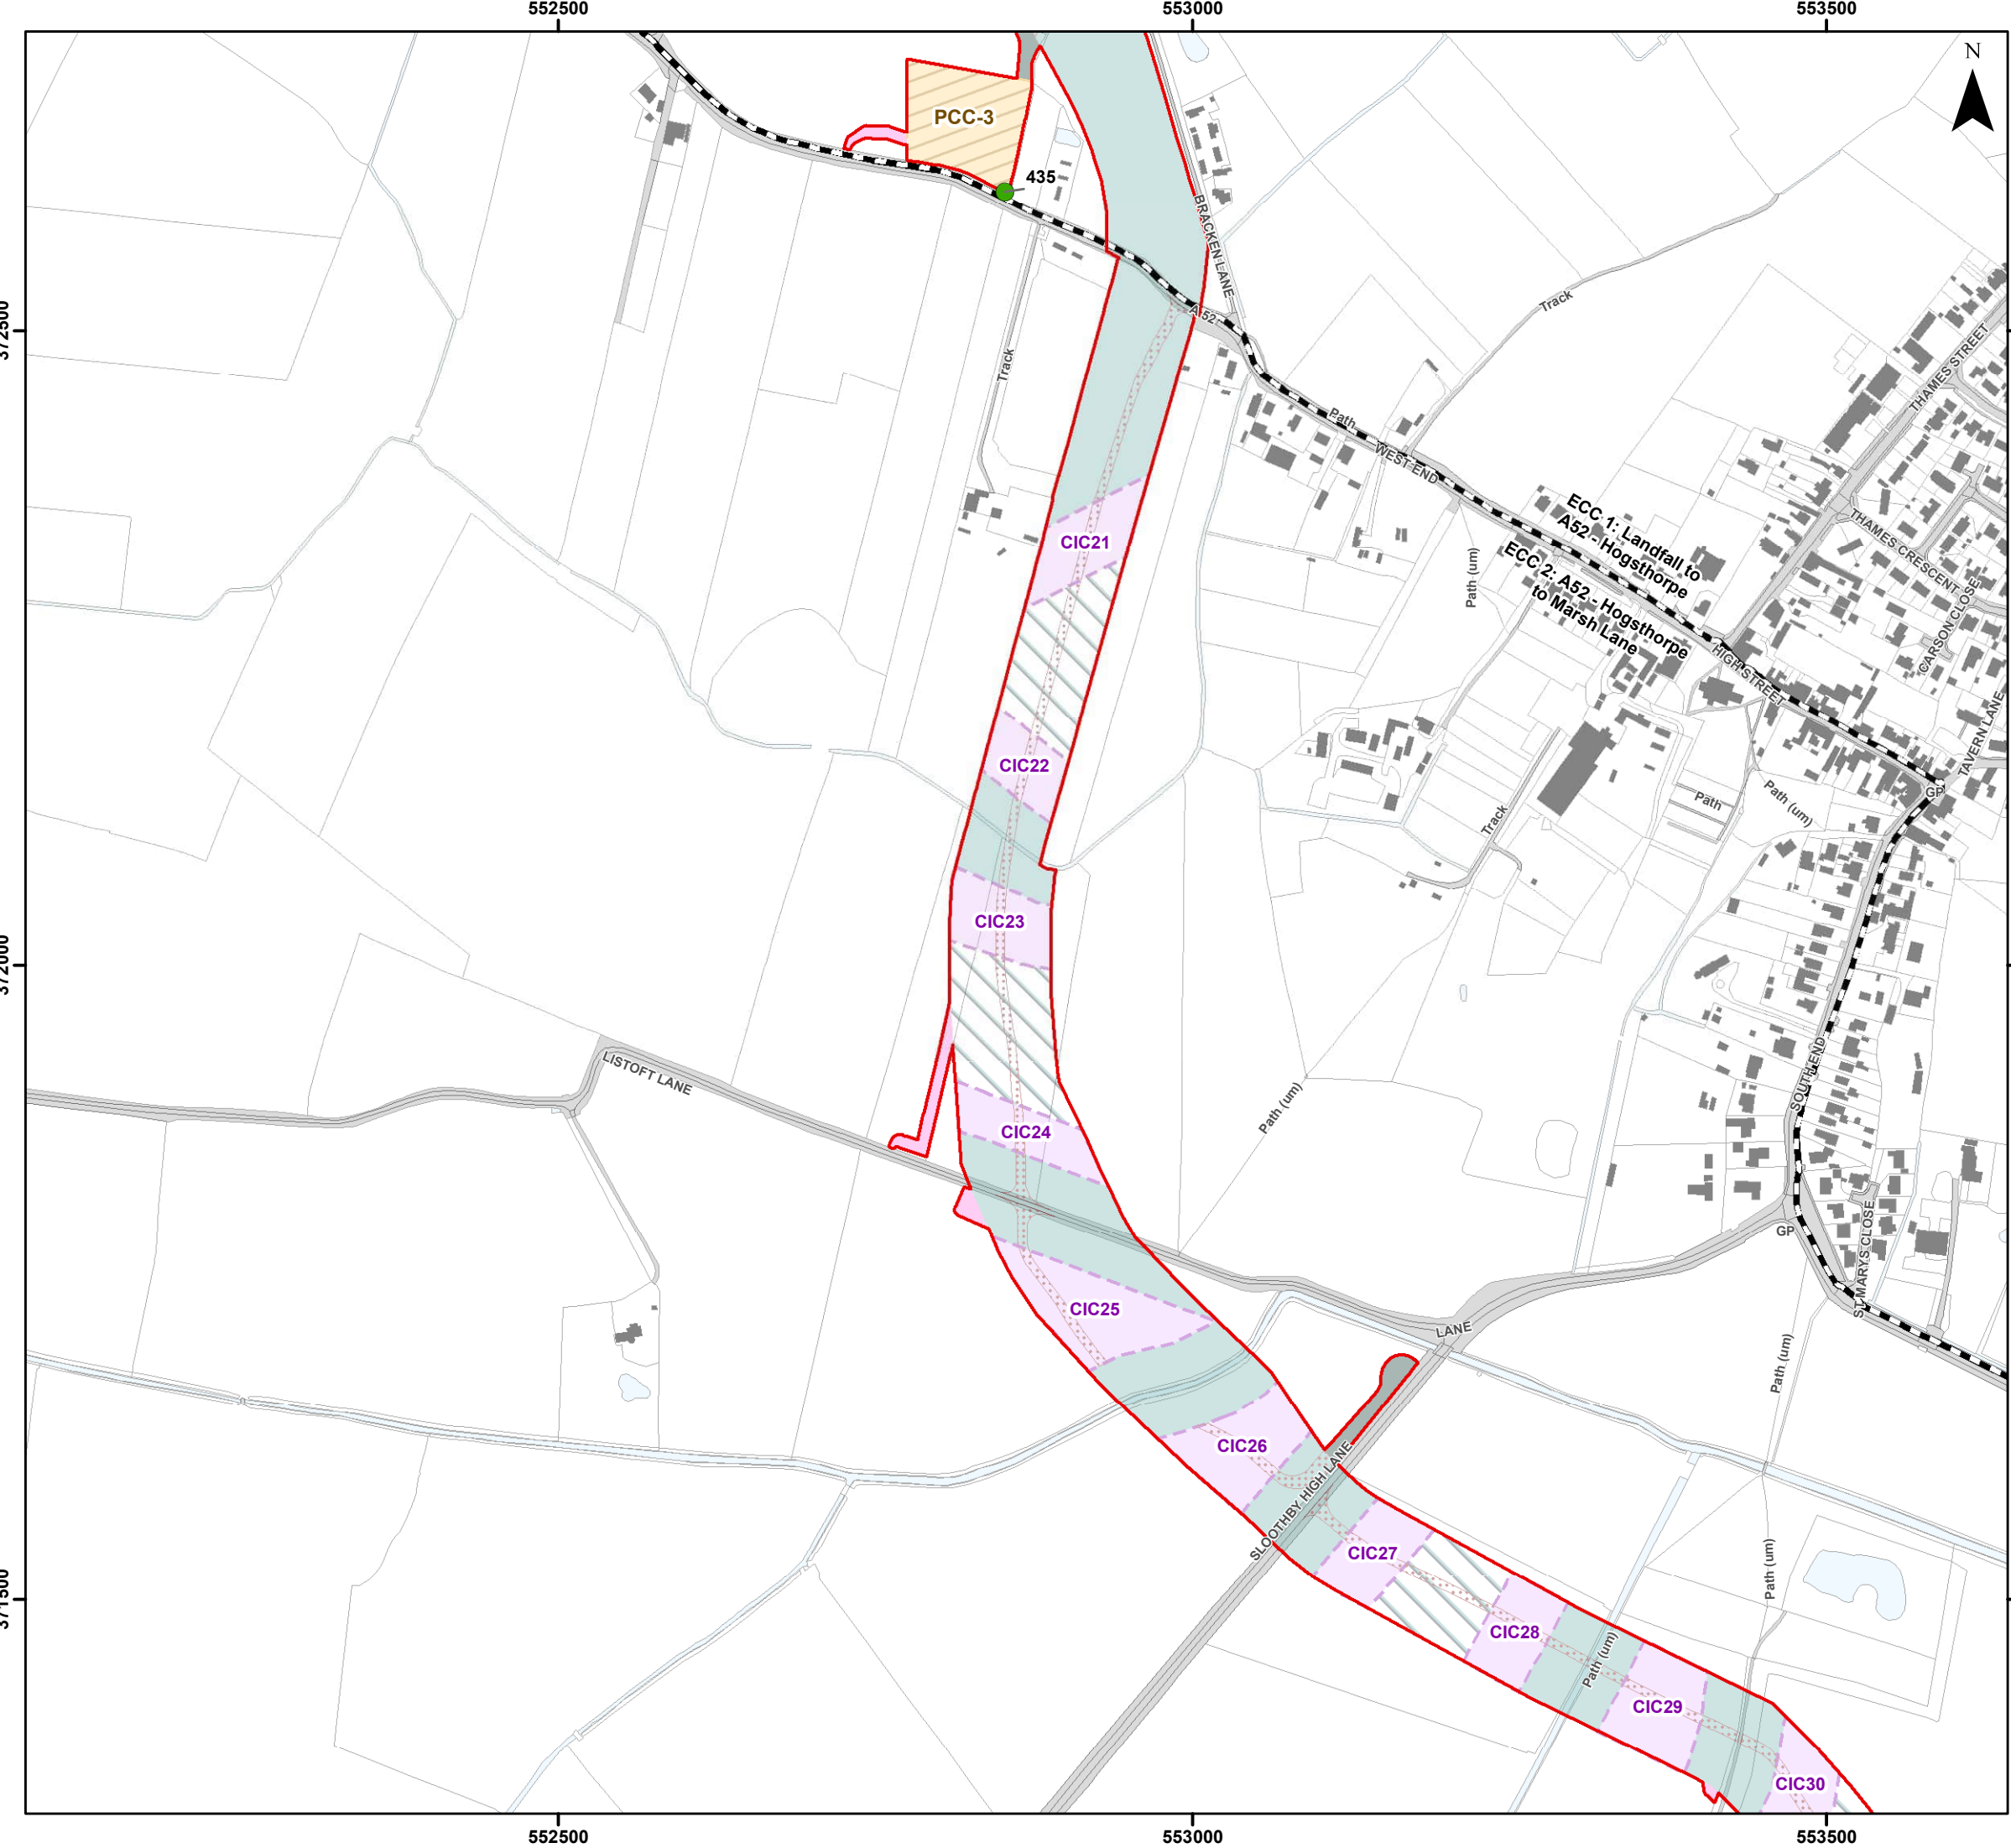 552500
553000
553500
N
PCC-3
435
BRACKEN LANE
372500
A 52
Track
Track
THAMES STREET
Path
WEST END
ECC 1: Landfall to
A52 - Hogsthorpe
ECC 2: A52 - Hogsthorpe
to Marsh Lane
THAMES CRESCENT
CIC21
Path (um)
CARSON CLOSE
HIGH STREET
TAVERN LANE
CIC22
GP
Path
Path (um)
Track
CIC23
372000
LISTOFT LANE
SOUTH END
Path (um)
CIC24
GP
ST MARYS CLOSE
CIC25
LANE
Path (um)
CIC26
SLOOTHBY HIGH LANE
CIC27
Path (um)
371500
CIC28
Path (um)
CIC29
CIC30
552500
553000
553500